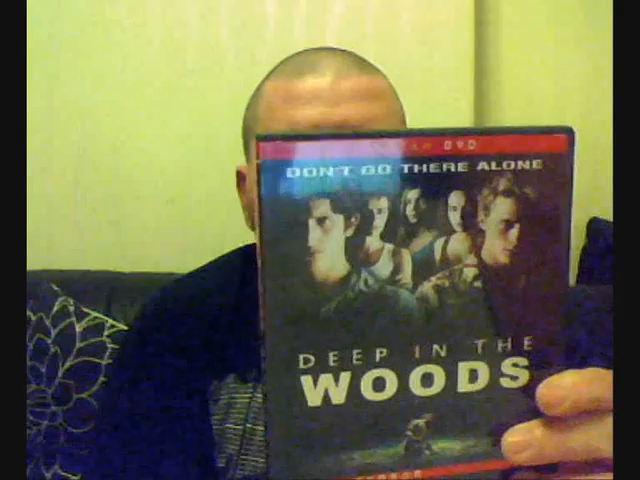 DVD
DON'T GO THERE ALONE
DEEP IN THE
WOODS